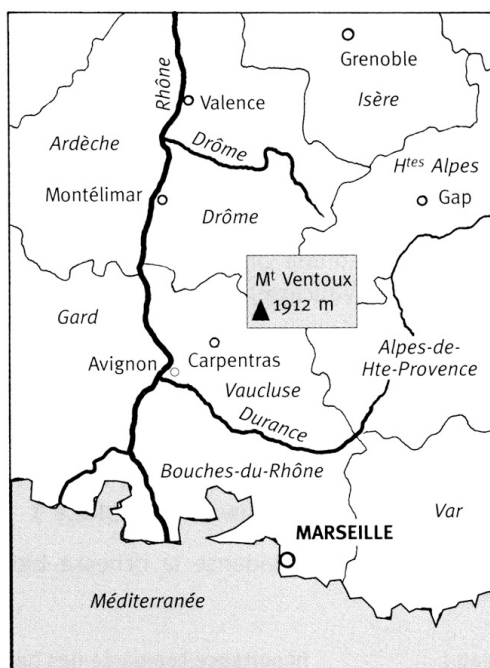 Grenoble
Isère
Rhône
Valence
Ardèche
Drôme
Htes Alpes
Gap
Montélimar
Drôme
Mt Ventoux
1912 m
Gard
Avignon
Carpentras
Vaucluse
Alpes-de-
Hte-Provence
Durance
Bouches-du-Rhône
MARSEILLE
Var
Méditerranée